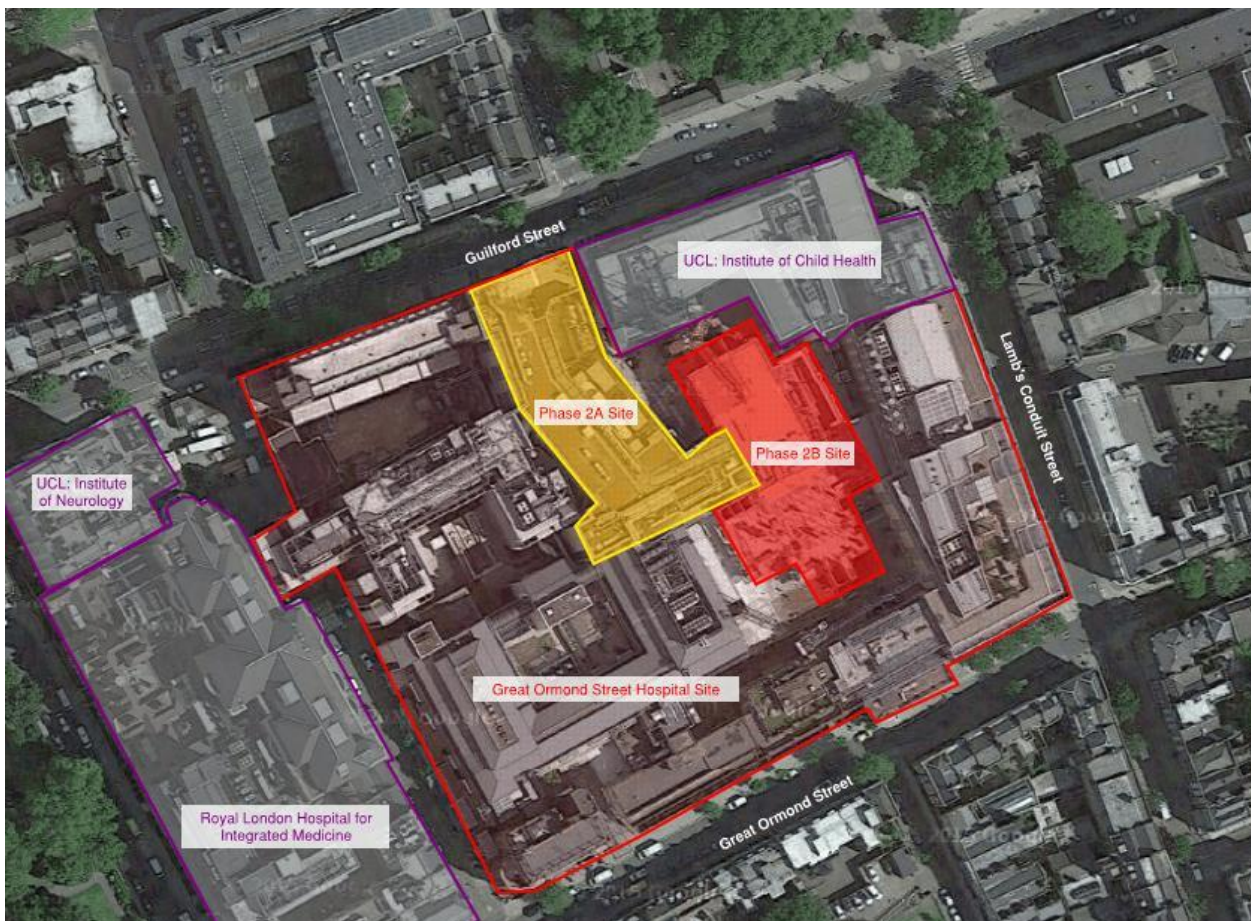 Guilford Street
UCL: Institute of Child Health
Lamb's Conduit Street
Phase 2A Site
Phase 2B Site
UCL: Institute
of Neurology
Great Ormond Street Hospital Site
Royal London Hospital for
Integrated Medicine
Great Ormond Street